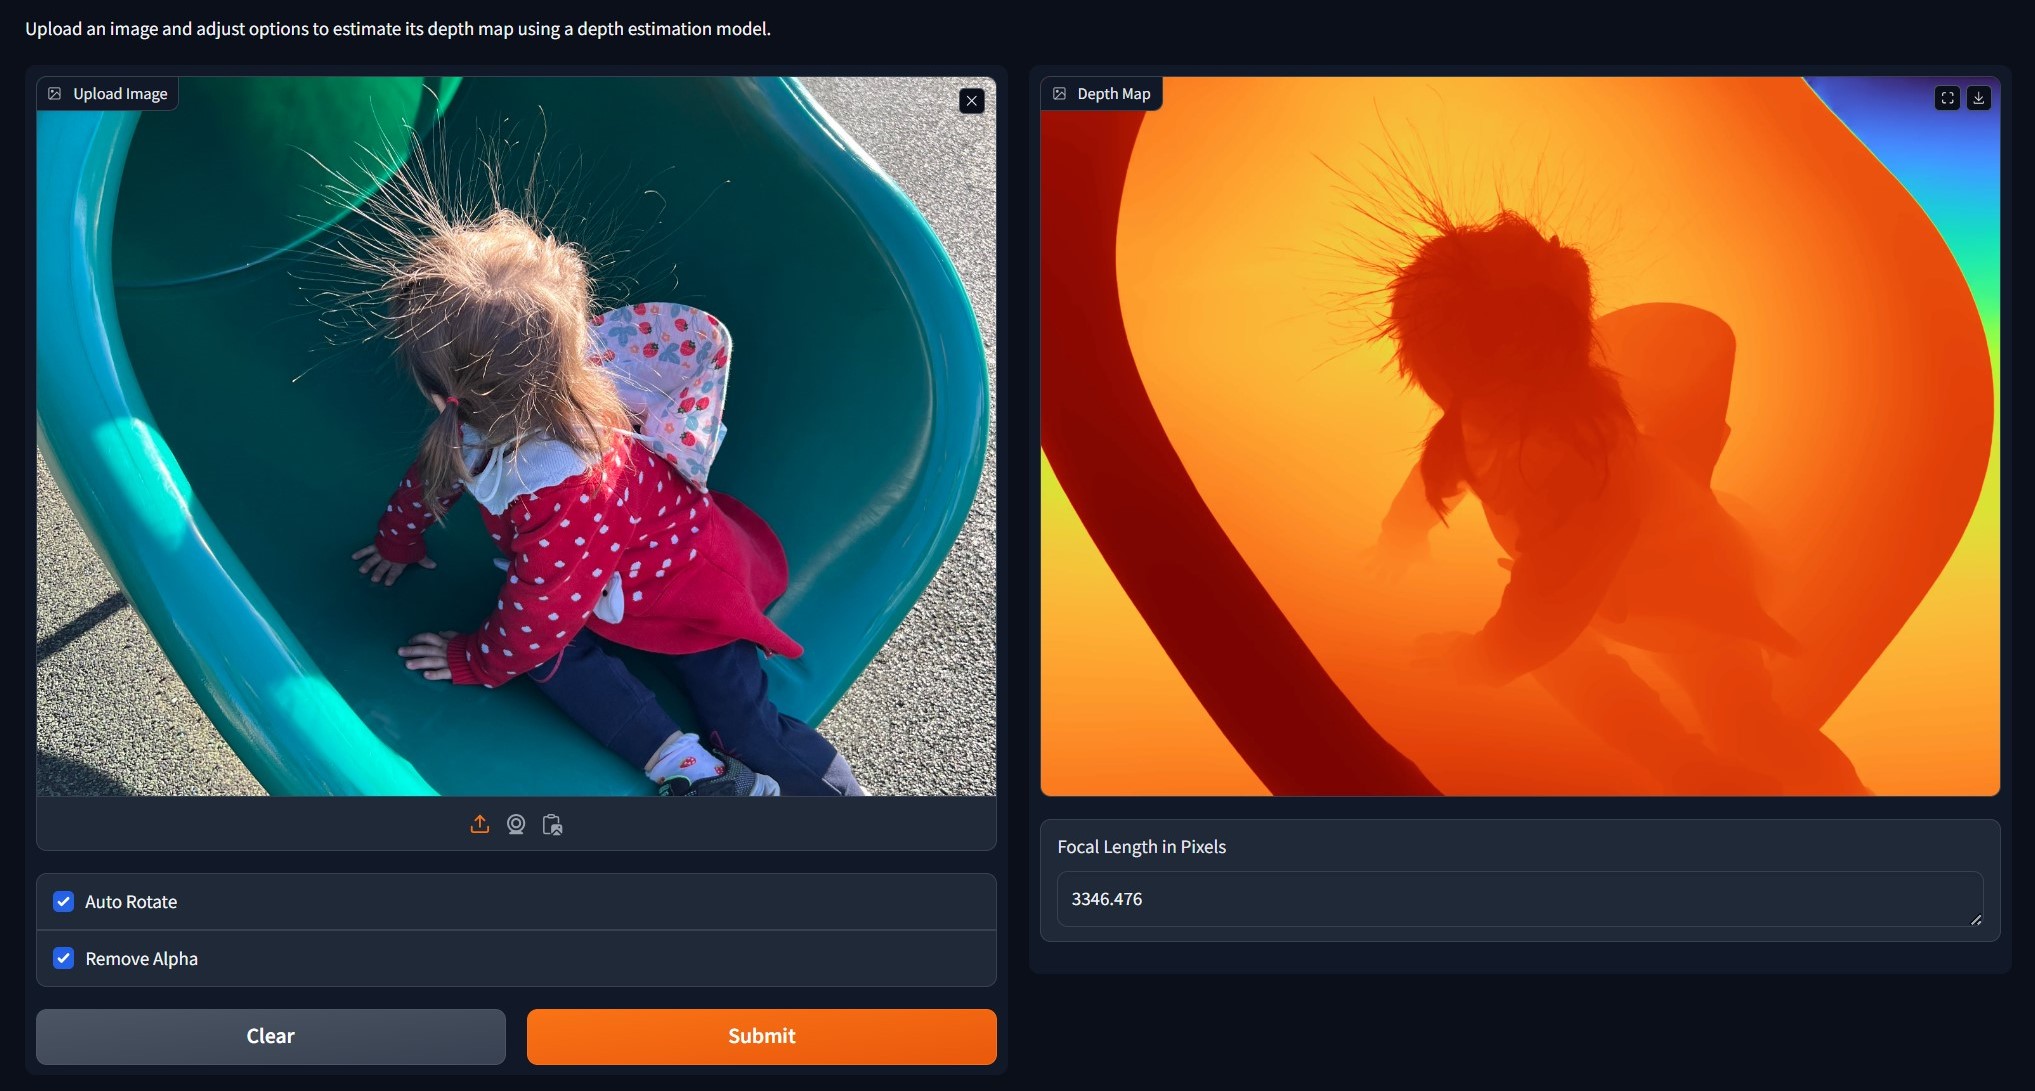 Upload an image and adjust options to estimate its depth map using a depth estimation model.
Upload Image
Depth Map
Focal Length in Pixels
3346.476
Auto Rotate
Remove Alpha
Clear
Submit